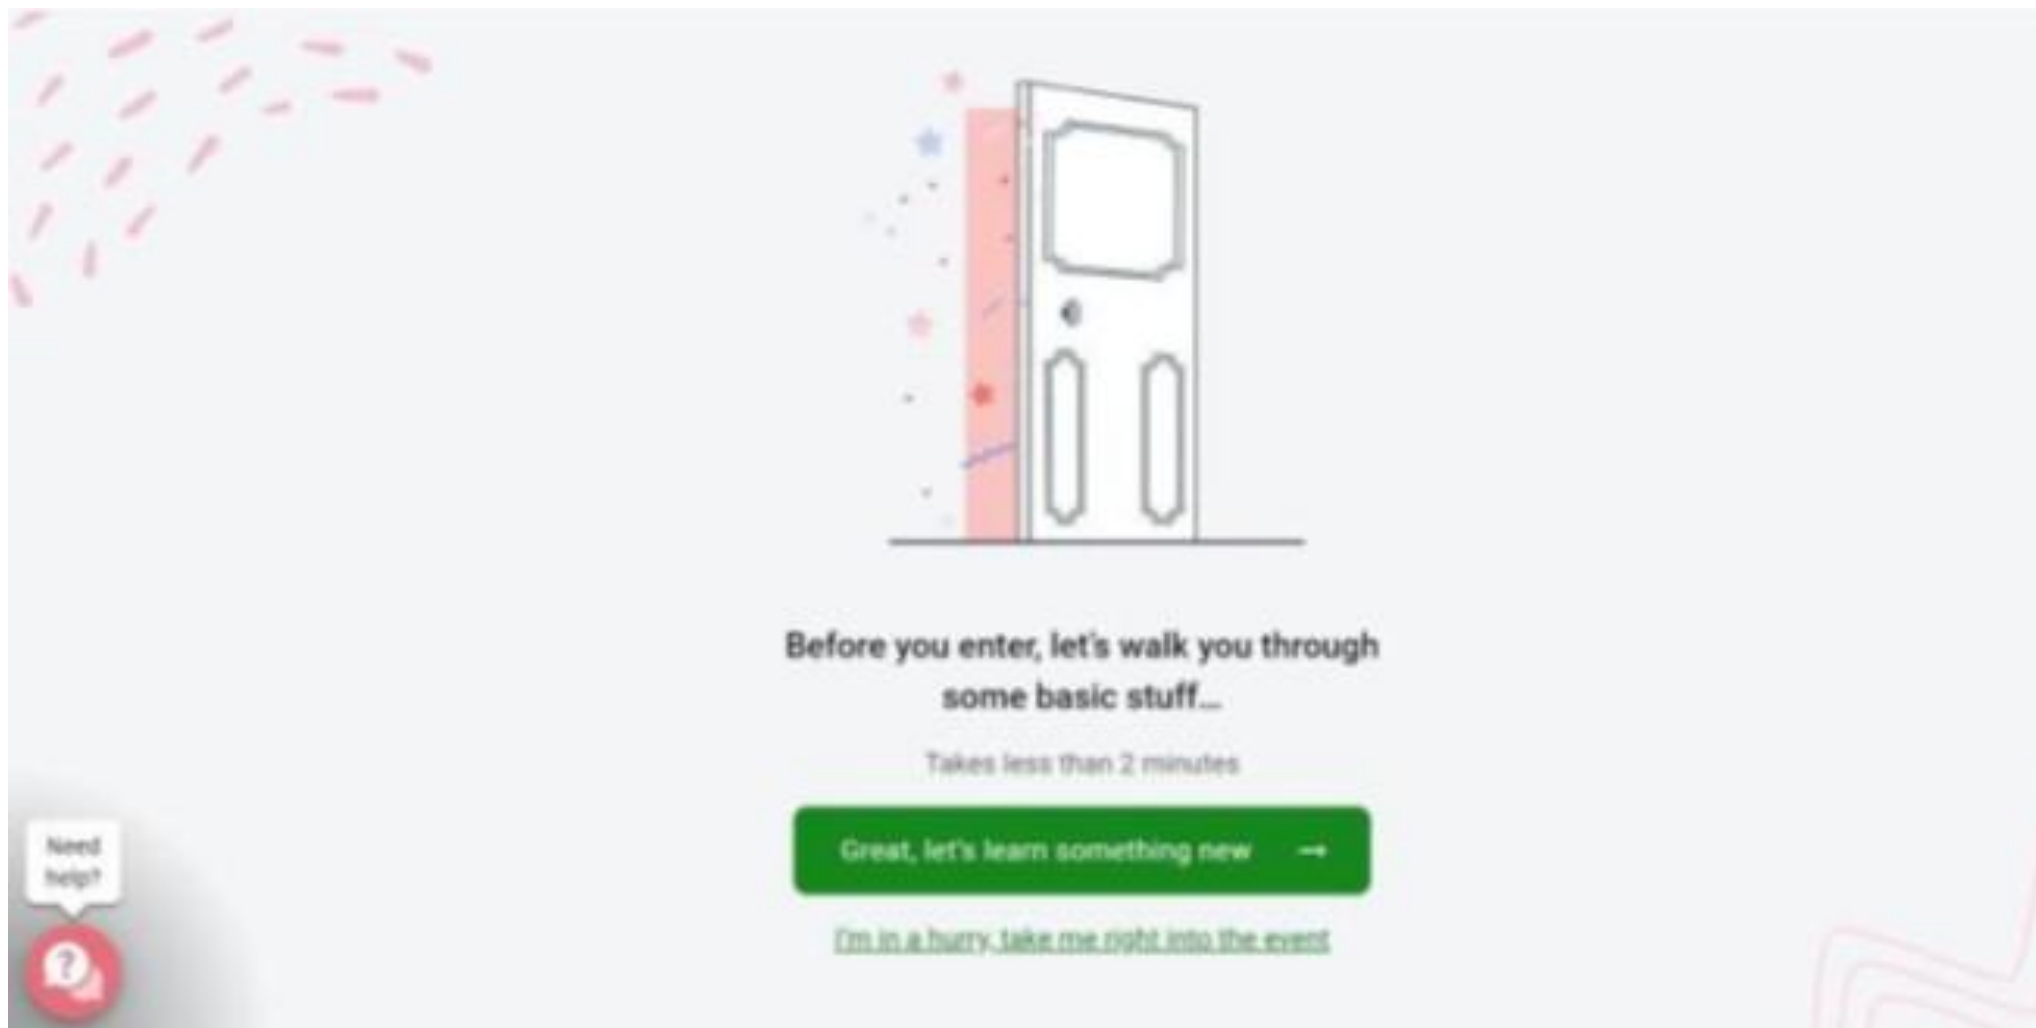 Before you enter, let's walk you through
some basic stuff...
Takes less than 2 minutes
Great, let's learn something new →
I'm in a hurry, take me right into the event
Need
help?
?